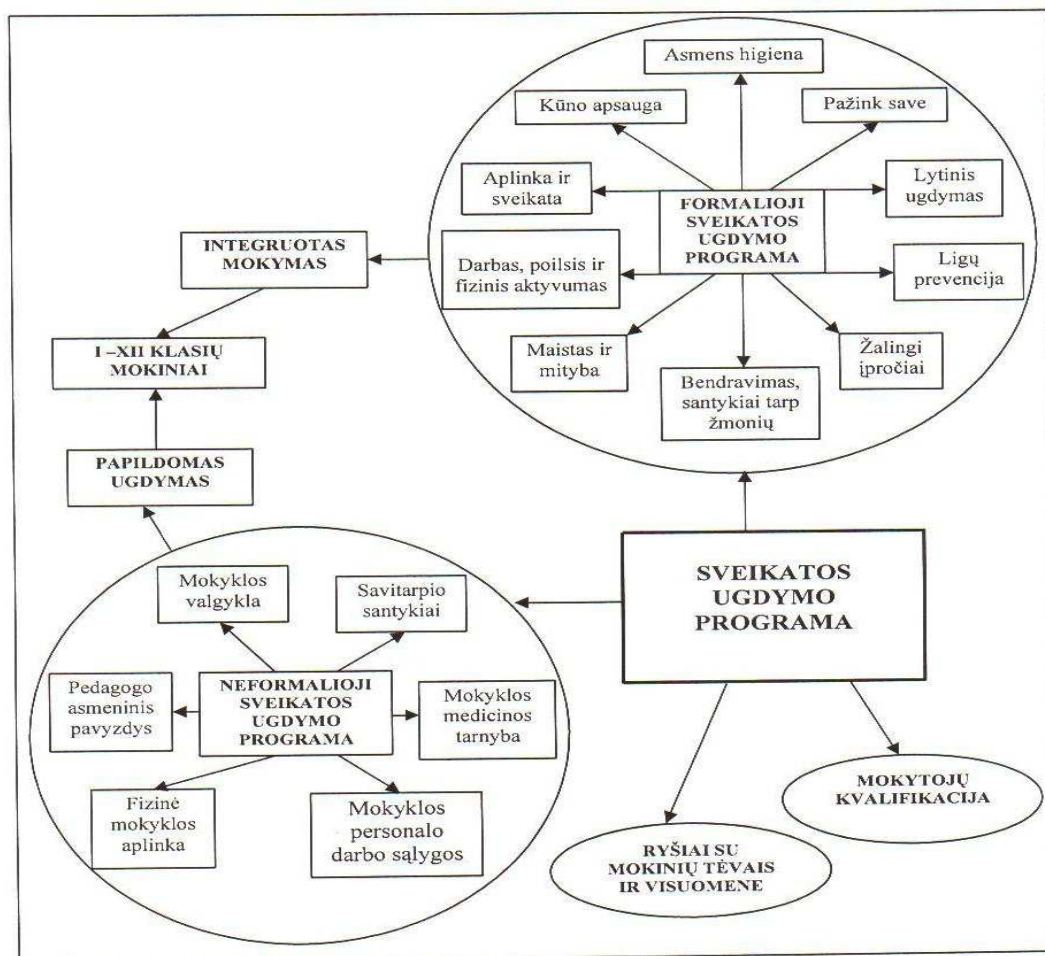 Asmens higiena
Kūno apsauga
Pažink save
Aplinka ir
sveikata
FORMALIOJI
SVEIKATOS
UGDYMO
PROGRAMA
Lytinis
ugdymas
INTEGRUOTAS
MOKYMAS
Darbas, poilsis ir
fizinis aktyvumas
Ligų
prevencija
I –XII KLASIŲ
MOKINIAI
Maistas ir
mityba
Bendravimas,
santykiai tarp
žmonių
Žalingi
įpročiai
PAPILDOMAS
UGDYMAS
Mokyklos
valgykla
Savitarpio
santykiai
SVEIKATOS
UGDYMO
PROGRAMA
Pedagogo
asmeninis
pavyzdys
NEFORMALIOJI
SVEIKATOS
UGDYMO
PROGRAMA
Mokyklos
medicinos
tarnyba
Fizinė
mokyklos
aplinka
Mokyklos
personalo
darbo sąlygos
MOKYTOJŲ
KVALIFIKACIJA
RYŠIAI SU
MOKINIŲ TĖVAIS
IR VISUOMENE